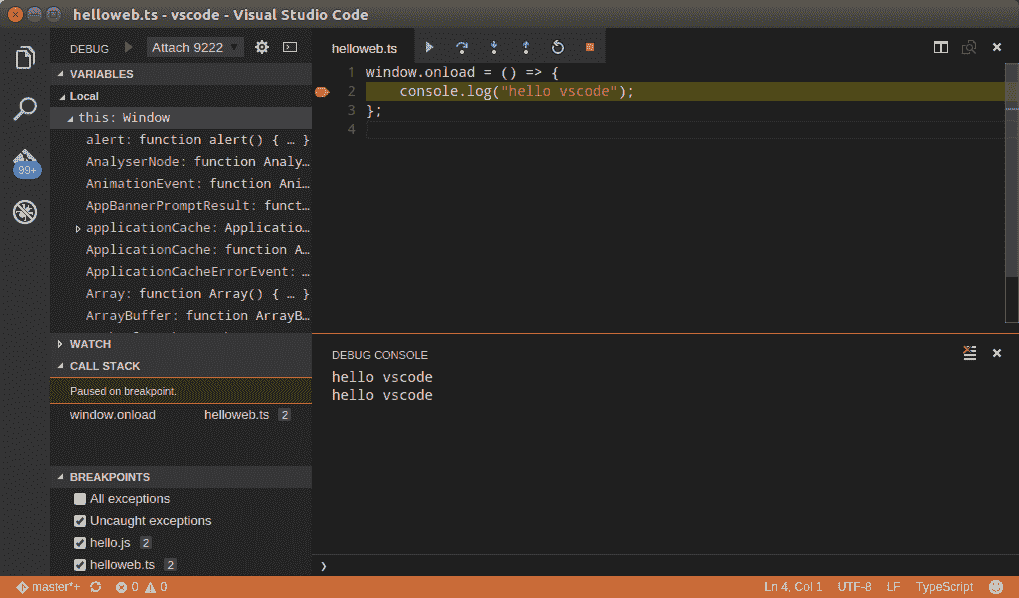 helloweb.ts - vscode - Visual Studio Code
DEBUG Attach 9222
99+
VARIABLES
Local
this: Window
alert: function alert() { … }
AnalyserNode: function Analy…
AnimationEvent: function Ani…
AppBannerPromptResult: funct…
applicationCache: Applicatio…
ApplicationCache: function A…
ApplicationCacheErrorEvent: …
Array: function Array() { … }
ArrayBuffer: function ArrayB…
WATCH
CALL STACK
Paused on breakpoint.
window.onload helloweb.ts 2
BREAKPOINTS
All exceptions
Uncaught exceptions
hello.js 2
helloweb.ts 2
helloweb.ts
1 window.onload = () => {
2 console.log("hello vscode");
3 };
4
DEBUG CONSOLE
hello vscode
hello vscode
master*+ 0 0 Ln 4, Col 1 UTF-8 LF TypeScript